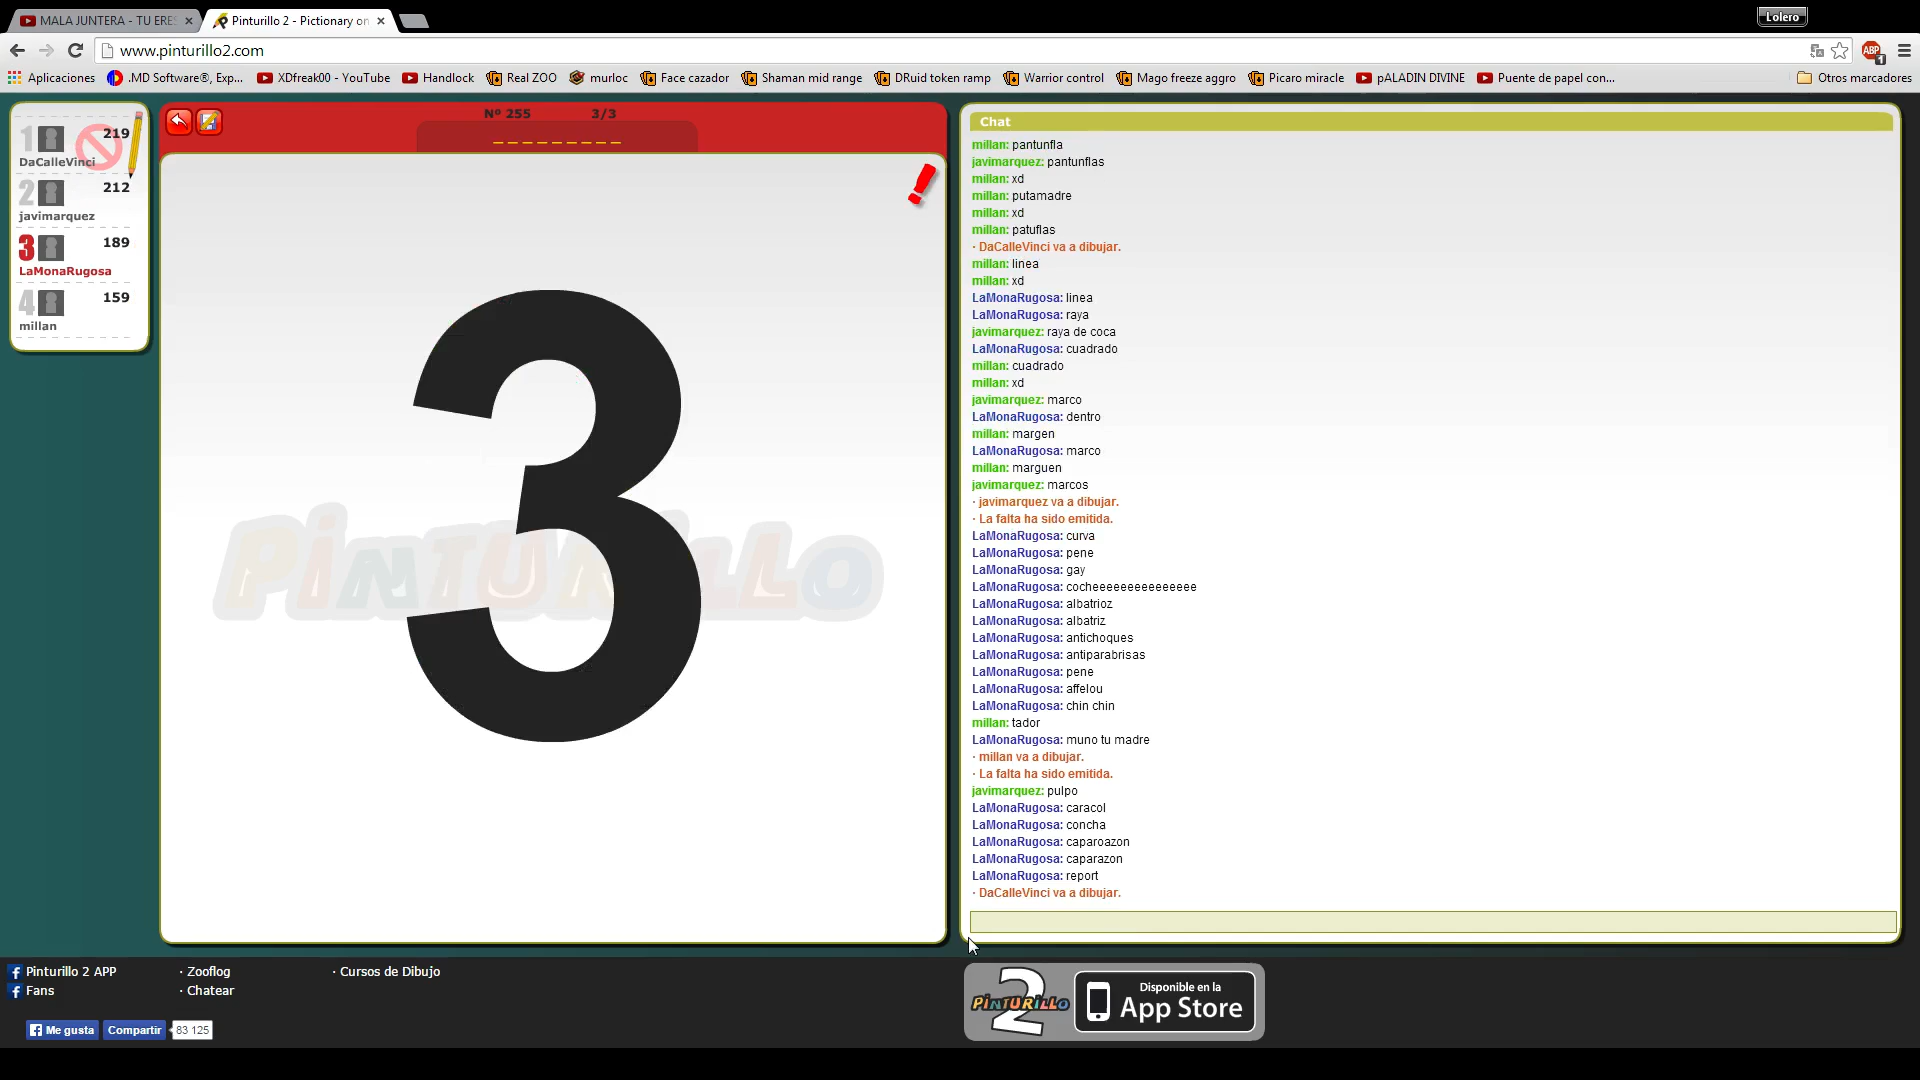 MALA JUNTERA - TU ERES
Pinturillo 2 - Pictionary on
Lolero
www.pinturillo2.com
ABP
1
Aplicaciones
.MD Software®, Exp...
XDfreak00 - YouTube
Handlock
Real ZOO
murloc
Face cazador
Shaman mid range
DRuid token ramp
Warrior control
Mago freeze aggro
Picaro miracle
pALADIN DIVINE
Puente de papel con...
Otros marcadores
1 219
DaCalleVinci
2 212
javimarquez
3 189
LaMonaRugosa
4 159
millan
Nº 255 3/3
_ _ _ _ _ _ _ _ _
!
3
PINTURILLO
Chat
millan: pantunfla
javimarquez: pantunflas
millan: xd
millan: putamadre
millan: xd
millan: patuflas
· DaCalleVinci va a dibujar.
millan: linea
millan: xd
LaMonaRugosa: linea
LaMonaRugosa: raya
javimarquez: raya de coca
LaMonaRugosa: cuadrado
millan: cuadrado
millan: xd
javimarquez: marco
LaMonaRugosa: dentro
millan: margen
LaMonaRugosa: marco
millan: marguen
javimarquez: marcos
· javimarquez va a dibujar.
· La falta ha sido emitida.
LaMonaRugosa: curva
LaMonaRugosa: pene
LaMonaRugosa: gay
LaMonaRugosa: cocheeeeeeeeeeeeeee
LaMonaRugosa: albatrioz
LaMonaRugosa: albatriz
LaMonaRugosa: antichoques
LaMonaRugosa: antiparabrisas
LaMonaRugosa: pene
LaMonaRugosa: affelou
LaMonaRugosa: chin chin
millan: tador
LaMonaRugosa: muno tu madre
· millan va a dibujar.
· La falta ha sido emitida.
javimarquez: pulpo
LaMonaRugosa: caracol
LaMonaRugosa: concha
LaMonaRugosa: caparoazon
LaMonaRugosa: caparazon
LaMonaRugosa: report
· DaCalleVinci va a dibujar.
Pinturillo 2 APP
Fans
· Zooflog
· Chatear
· Cursos de Dibujo
Me gusta
Compartir
83 125
PINTURILLO 2
Disponible en la
App Store